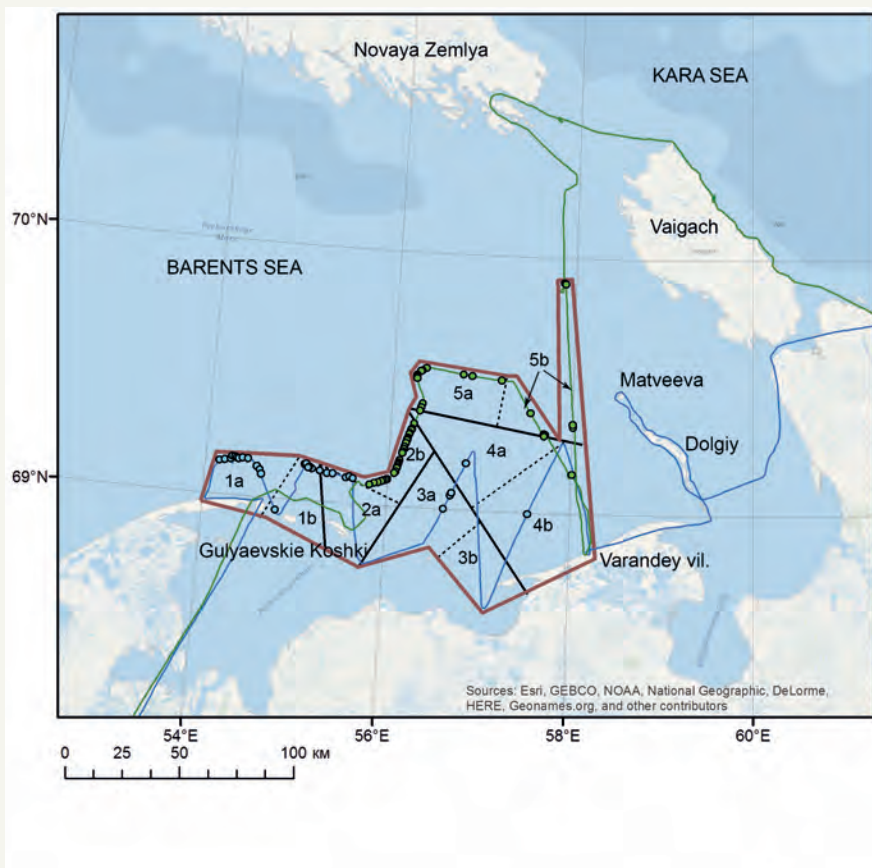 Novaya Zemlya
KARA SEA
Vaigach
70°N
BARENTS SEA
5b
Matveeva
5a
Dolgiy
4a
2b
69°N
1a
3a
2a
1b
4b
Gulyaevskie Koshki
3b
Varandey vil.
Sources: Esri, GEBCO, NOAA, National Geographic, DeLorme,
HERE, Geonames.org, and other contributors
54°E
56°E
58°E
60°E
0
25
50
100 км